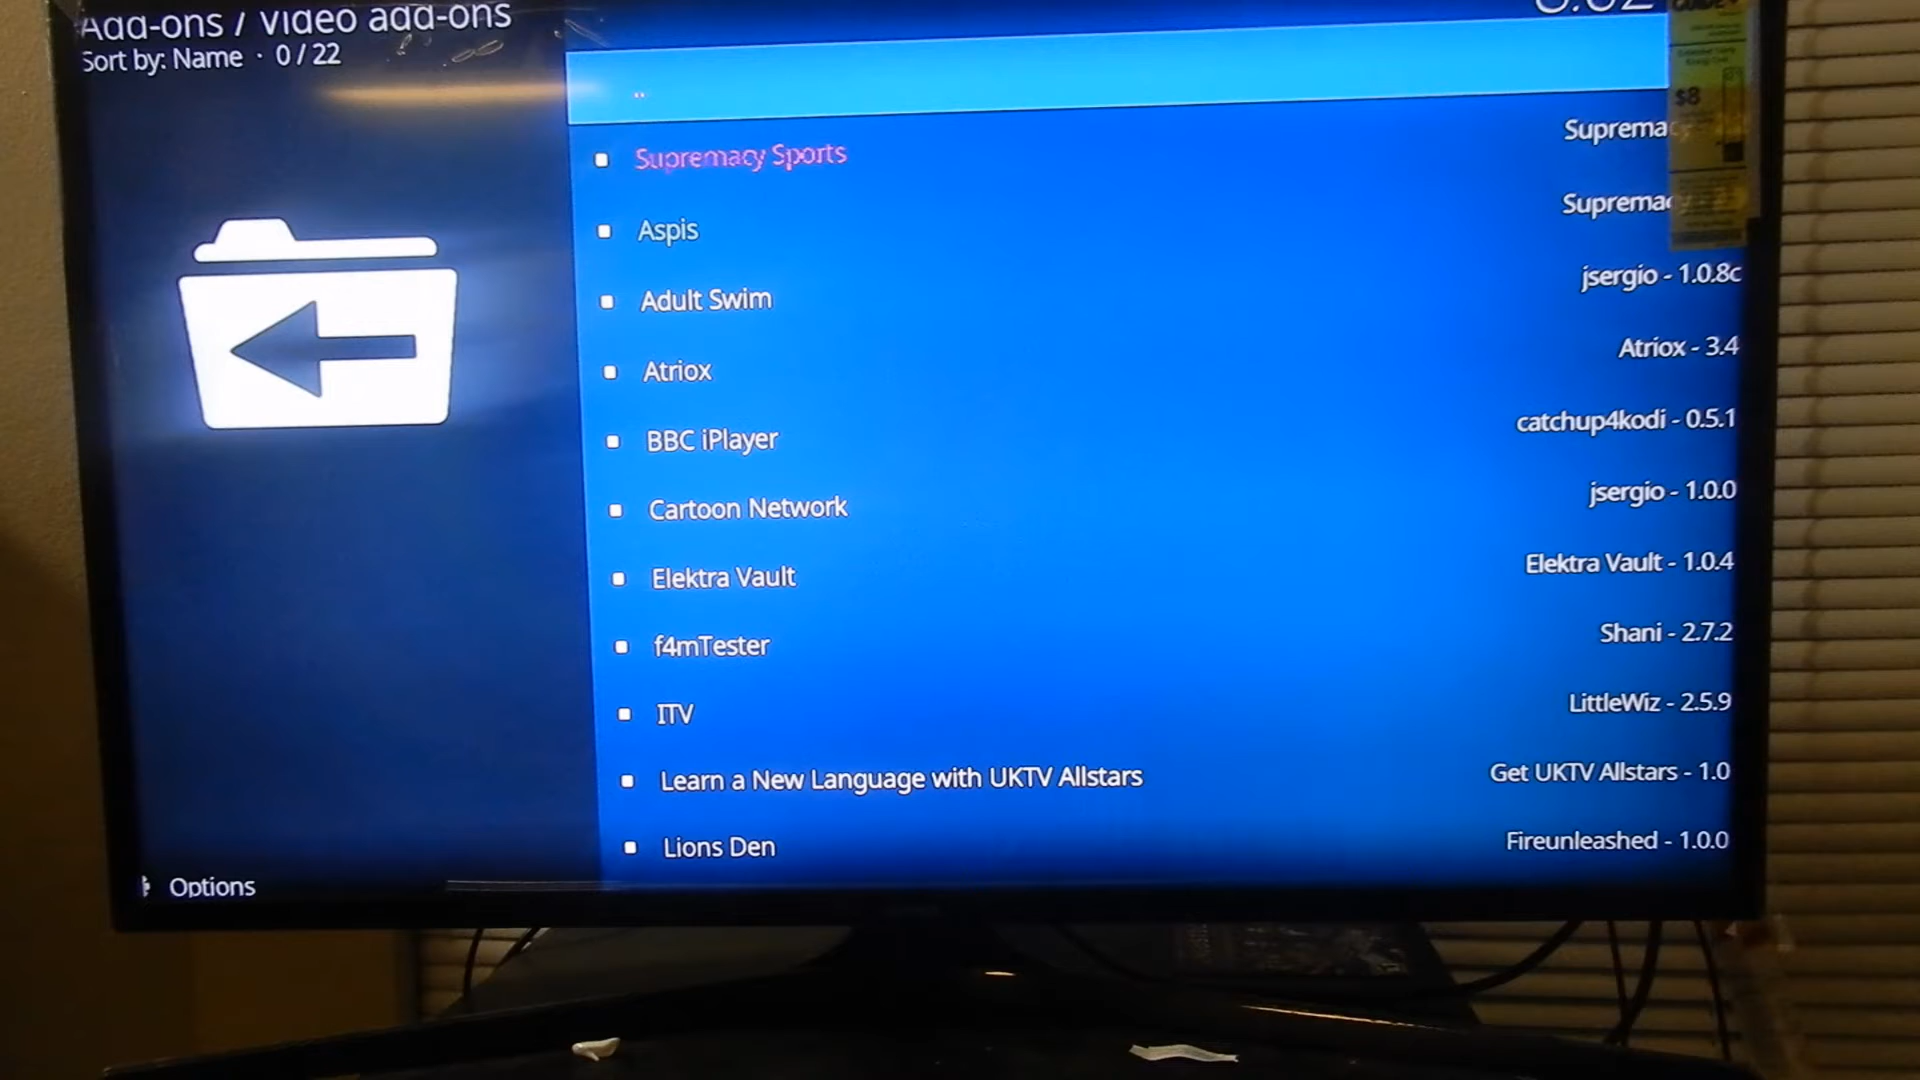 Add-ons / Video add-ons
Sort by: Name · 0 / 22
..
Supremacy Sports
Aspis
Adult Swim
jsergio - 1.0.8c
Atriox
Atriox - 3.4
BBC iPlayer
catchup4kodi - 0.5.1
Cartoon Network
jsergio - 1.0.0
Elektra Vault
Elektra Vault - 1.0.4
f4mTester
Shani - 2.7.2
ITV
LittleWiz - 2.5.9
Learn a New Language with UKTV Allstars
Get UKTV Allstars - 1.0
Lions Den
Fireunleashed - 1.0.0
Options
$8